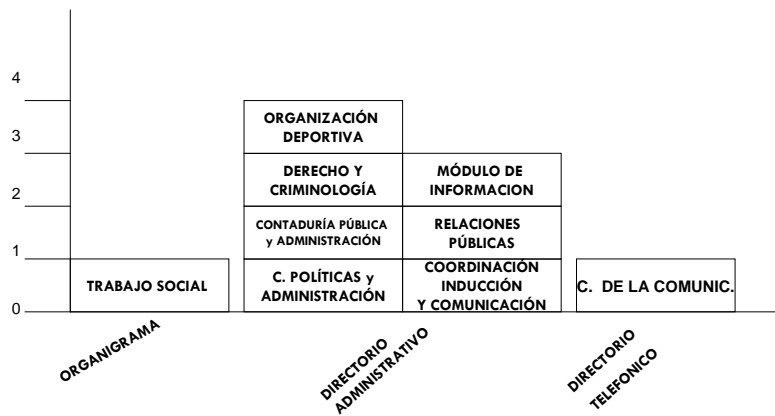 4
3
2
1
0
ORGANIZACIÓN
DEPORTIVA
DERECHO Y
CRIMINOLOGÍA
MÓDULO DE
INFORMACION
CONTADURÍA PÚBLICA
y ADMINISTRACIÓN
RELACIONES
PÚBLICAS
TRABAJO SOCIAL
C. POLÍTICAS y
ADMINISTRACIÓN
COORDINACIÓN
INDUCCIÓN
Y COMUNICACIÓN
C. DE LA COMUNIC.
ORGANIGRAMA
DIRECTORIO
ADMINISTRATIVO
DIRECTORIO
TELEFONICO